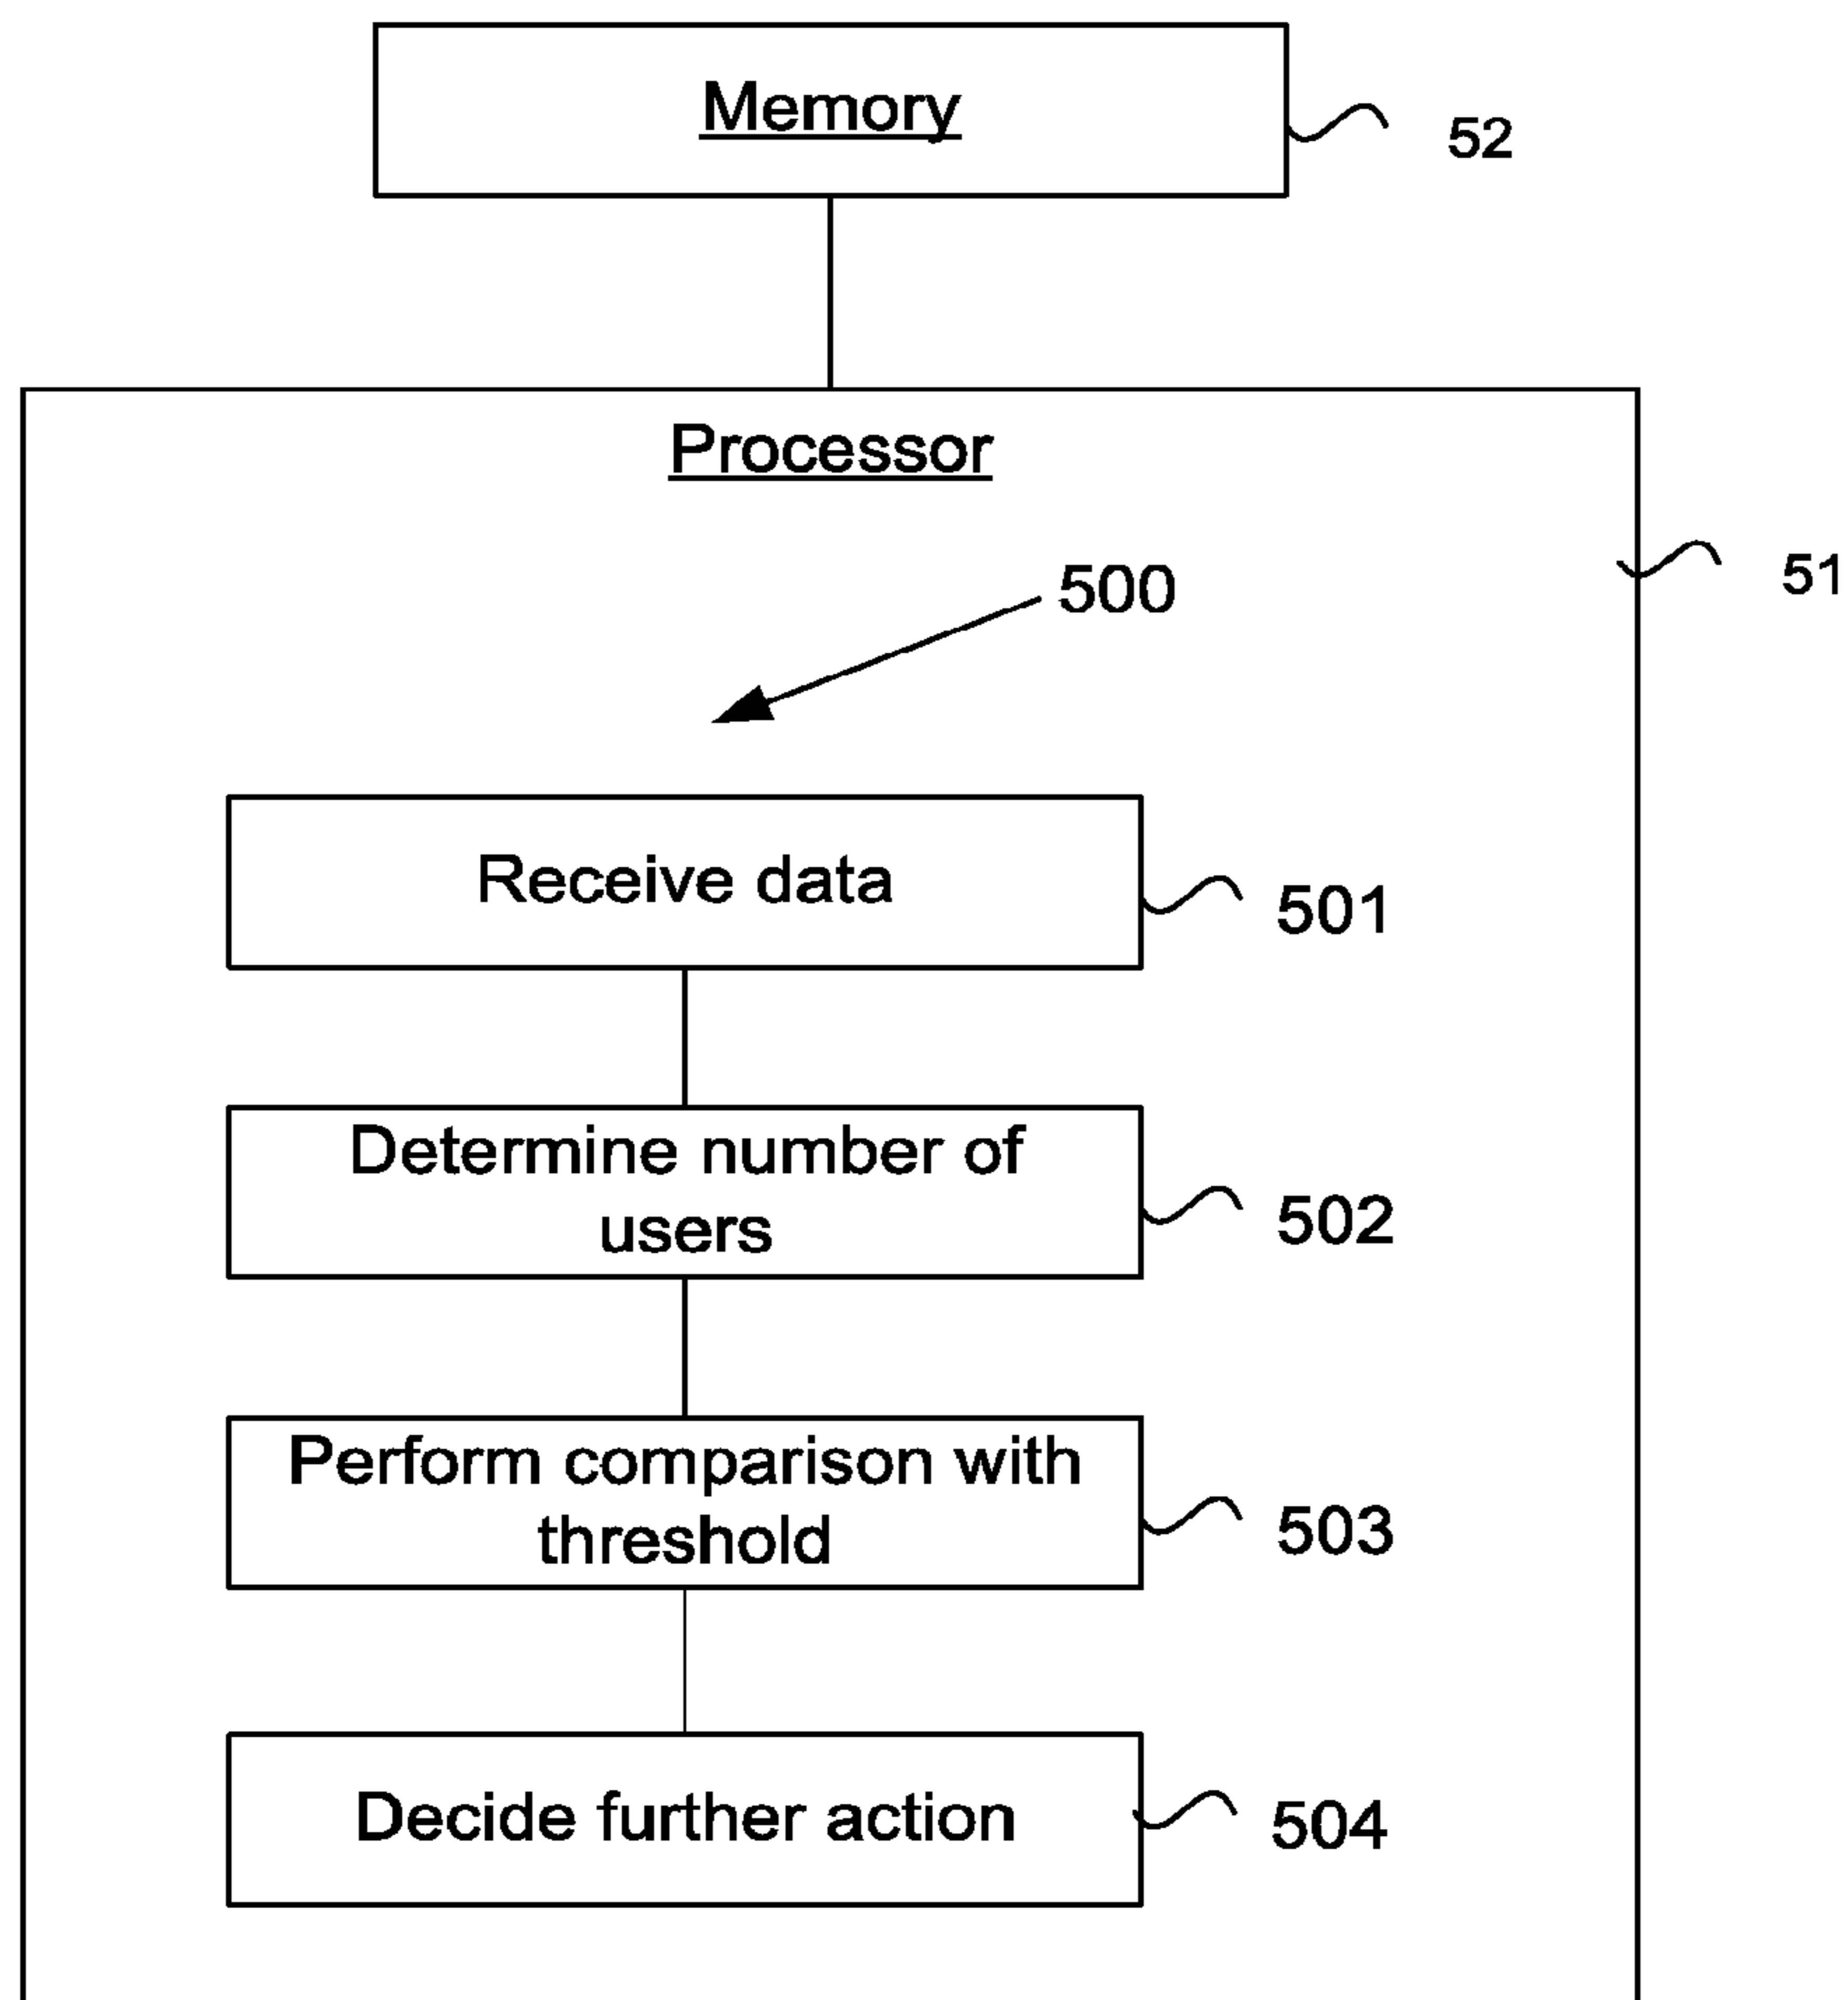 Memory
52
Processor
51
500
Receive data
501
Determine number of
users
502
Perform comparison with
threshold
503
Decide further action
504